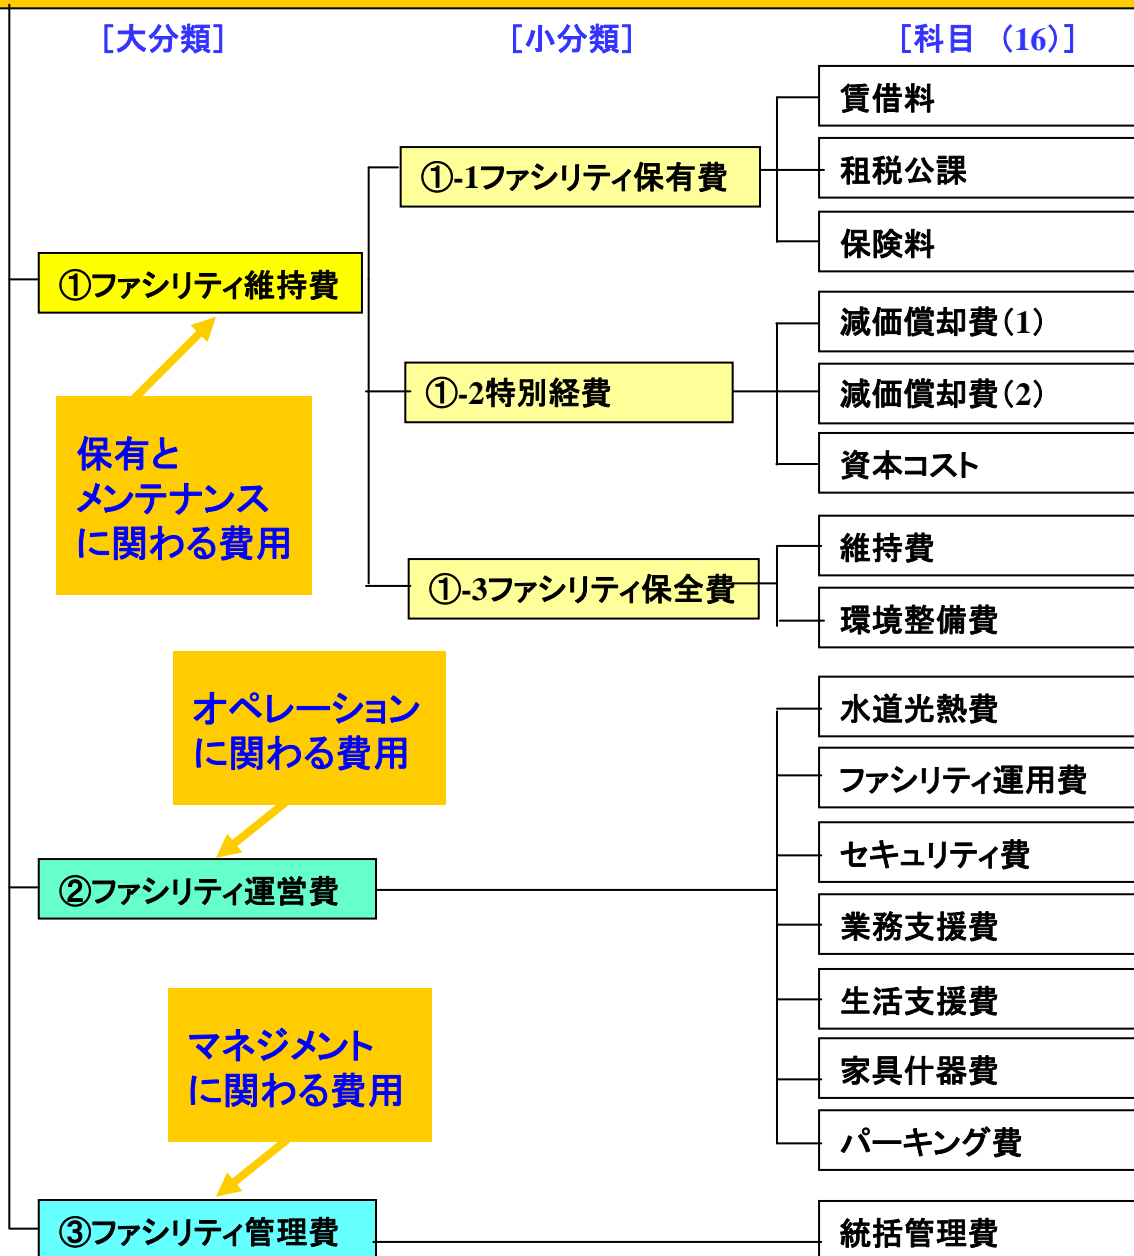 [大分類]
[小分類]
[科目 （16）]
賃借料
①-1ファシリティ保有費
租税公課
保険料
①ファシリティ維持費
減価償却費（1）
①-2特別経費
減価償却費（2）
資本コスト
保有と
メンテナンス
に関わる費用
維持費
①-3ファシリティ保全費
環境整備費
オペレーション
に関わる費用
水道光熱費
ファシリティ運用費
セキュリティ費
②ファシリティ運営費
業務支援費
生活支援費
マネジメント
に関わる費用
家具什器費
パーキング費
③ファシリティ管理費
統括管理費